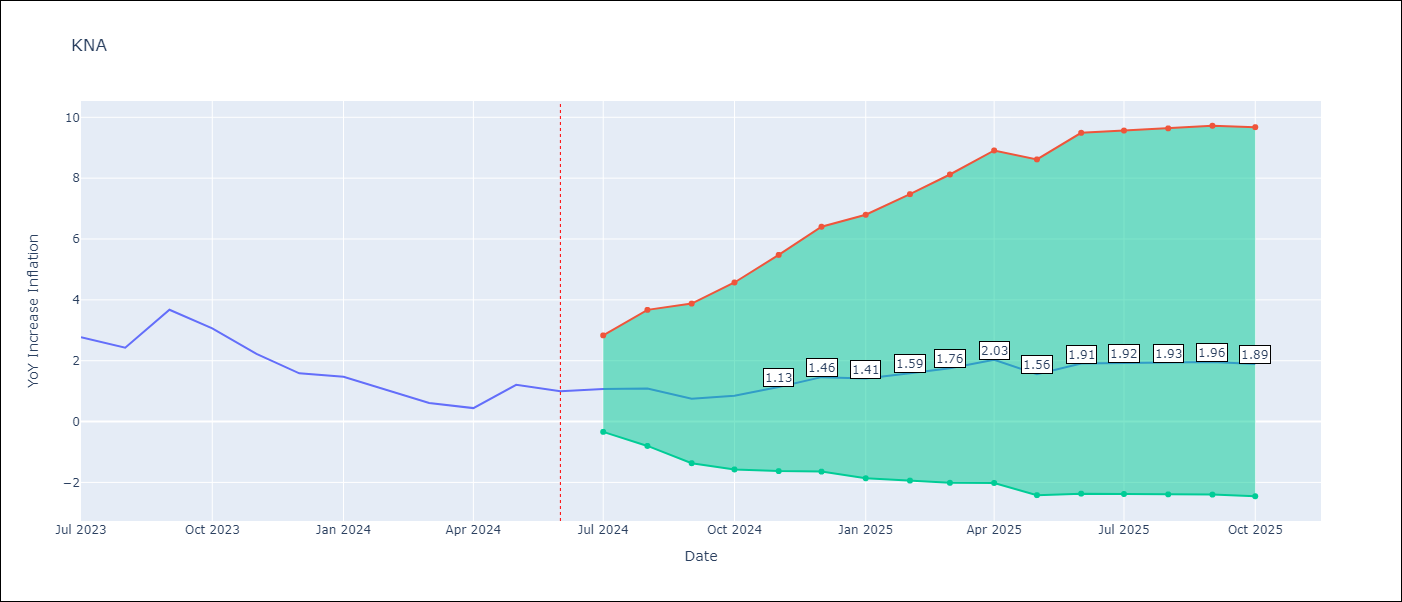 KNA
10
8
6
4
2
0
−2
YoY Increase Inflation
1.13
1.46
1.41
1.59
1.76
2.03
1.56
1.91
1.92
1.93
1.96
1.89
Jul 2023
Oct 2023
Jan 2024
Apr 2024
Jul 2024
Oct 2024
Jan 2025
Apr 2025
Jul 2025
Oct 2025
Date